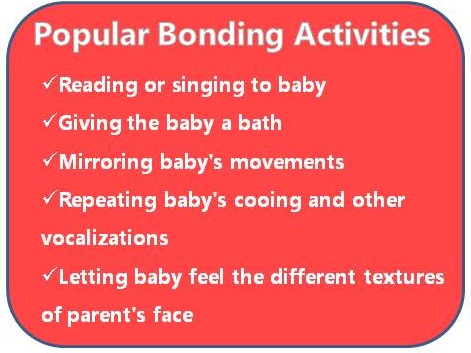 Popular Bonding Activities
✓Reading or singing to baby
✓Giving the baby a bath
✓Mirroring baby's movements
✓Repeating baby's cooing and other
vocalizations
✓Letting baby feel the different textures
of parent's face